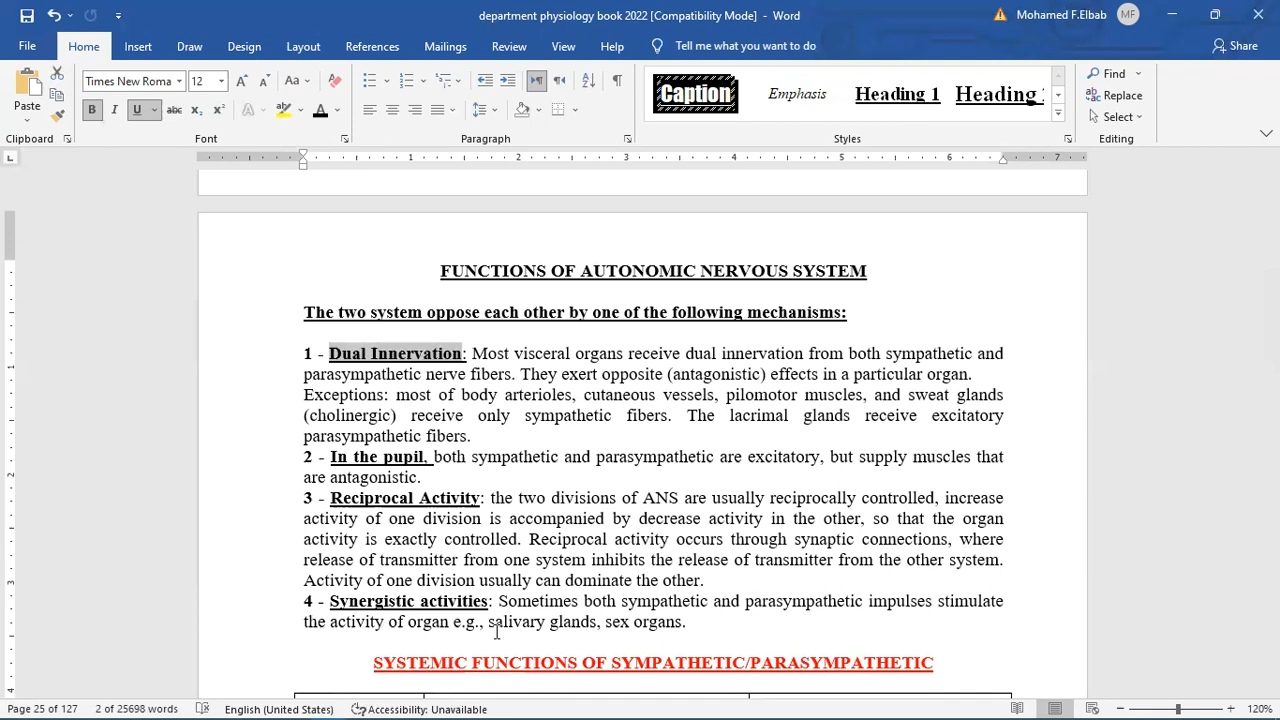 department physiology book 2022 [Compatibility Mode] - Word
Mohamed F.Elbab MF
File Home Insert Draw Design Layout References Mailings Review View Help Tell me what you want to do Share
Times New Roma 12 Caption Emphasis Heading 1 Heading Find
Replace
Paste B I U abc Select
Clipboard Font Paragraph Styles Editing
1 2 3 4 5 6 7
FUNCTIONS OF AUTONOMIC NERVOUS SYSTEM
The two system oppose each other by one of the following mechanisms:
1 - Dual Innervation: Most visceral organs receive dual innervation from both sympathetic and
parasympathetic nerve fibers. They exert opposite (antagonistic) effects in a particular organ.
Exceptions: most of body arterioles, cutaneous vessels, pilomotor muscles, and sweat glands
(cholinergic) receive only sympathetic fibers. The lacrimal glands receive excitatory
parasympathetic fibers.
2 - In the pupil, both sympathetic and parasympathetic are excitatory, but supply muscles that
are antagonistic.
3 - Reciprocal Activity: the two divisions of ANS are usually reciprocally controlled, increase
activity of one division is accompanied by decrease activity in the other, so that the organ
activity is exactly controlled. Reciprocal activity occurs through synaptic connections, where
release of transmitter from one system inhibits the release of transmitter from the other system.
Activity of one division usually can dominate the other.
4 - Synergistic activities: Sometimes both sympathetic and parasympathetic impulses stimulate
the activity of organ e.g., salivary glands, sex organs.
SYSTEMIC FUNCTIONS OF SYMPATHETIC/PARASYMPATHETIC
Page 25 of 127 2 of 25698 words English (United States) Accessibility: Unavailable 120%